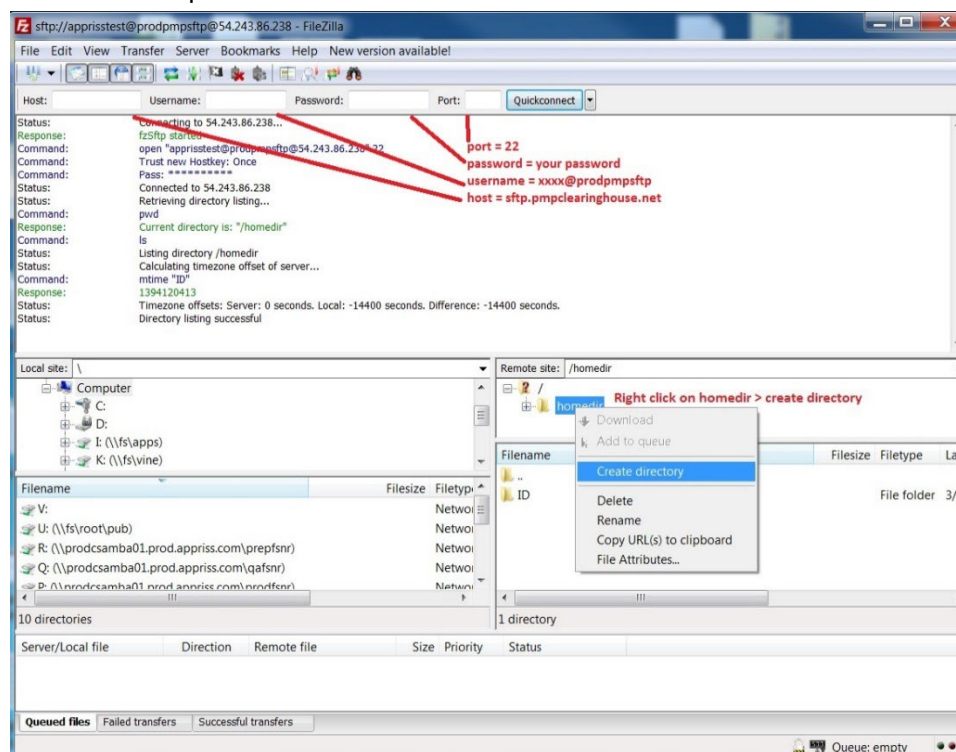 sftp://apprisstest@prodpmpsftp@54.243.86.238 - FileZilla
File Edit View Transfer Server Bookmarks Help New version available!
Host: Username: Password: Port: Quickconnect
Status: Connecting to 54.243.86.238...
Response: fzSftp started
Command: open "apprisstest@prodpmpsftp@54.243.86.238" 22
Command: Trust new Hostkey: Once
Command: Pass: **********
Status: Connected to 54.243.86.238
Status: Retrieving directory listing...
Command: pwd
Response: Current directory is: "/homedir"
Command: ls
Status: Listing directory /homedir
Status: Calculating timezone offset of server...
Command: mtime "ID"
Response: 1394120413
Status: Timezone offsets: Server: 0 seconds. Local: -14400 seconds. Difference: -14400 seconds.
Status: Directory listing successful
port = 22
password = your password
username = xxxx@prodpmpsftp
host = sftp.pmpclearinghouse.net
Local site: \
Computer
C:
D:
I: (\\fs\apps)
K: (\\fs\vine)
Filename Filesize
V:
U: (\\fs\root\pub)
R: (\\prodcsamba01.prod.appriss.com\prepfsnr)
Q: (\\prodcsamba01.prod.appriss.com\qafsnr)
P: (\\prodcsamba01.prod.appriss.com\prodfsnr)
10 directories
Remote site: /homedir
/
homedir
Right click on homedir > create directory
Download
Add to queue
Create directory
Delete
Rename
Copy URL(s) to clipboard
File Attributes...
Filename Filesize Filetype
..
ID File folder 3/
1 directory
Server/Local file Direction Remote file Size Priority Status
Queued files Failed transfers Successful transfers
Queue: empty